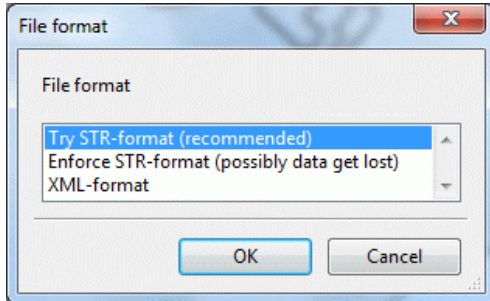 File format
File format
Try STR-format (recommended)
Enforce STR-format (possibly data get lost)
XML-format
OK
Cancel